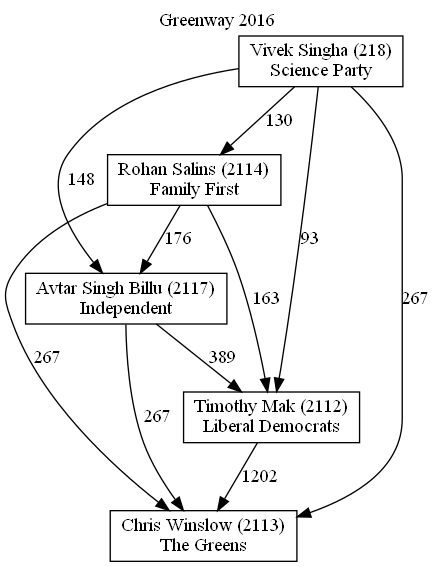 Greenway 2016
Vivek Singha (218)
Science Party
130
Rohan Salins (2114)
Family First
148
176
93
Avtar Singh Billu (2117)
Independent
163
267
267
389
267
Timothy Mak (2112)
Liberal Democrats
1202
Chris Winslow (2113)
The Greens